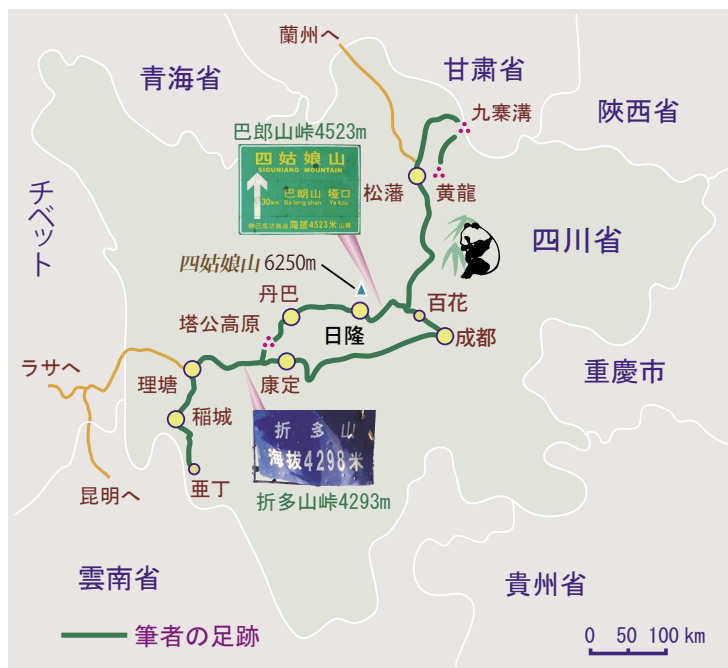 蘭州へ
青海省
甘粛省
陝西省
九寨溝
巴郎山峠4523m
四姑娘山
SIGUNIANG MOUNTAIN
30km
巴朗山 垭口
Ba lang shan Ya kou
海拔4523米
松藩
黄龍
チベット
四川省
四姑娘山 6250m
丹巴
百花
塔公高原
日隆
成都
ラサへ
理塘
康定
重慶市
稲城
折多山
海拔4298米
亜丁
昆明へ
折多山峠4293m
雲南省
貴州省
筆者の足跡
0 50 100 km